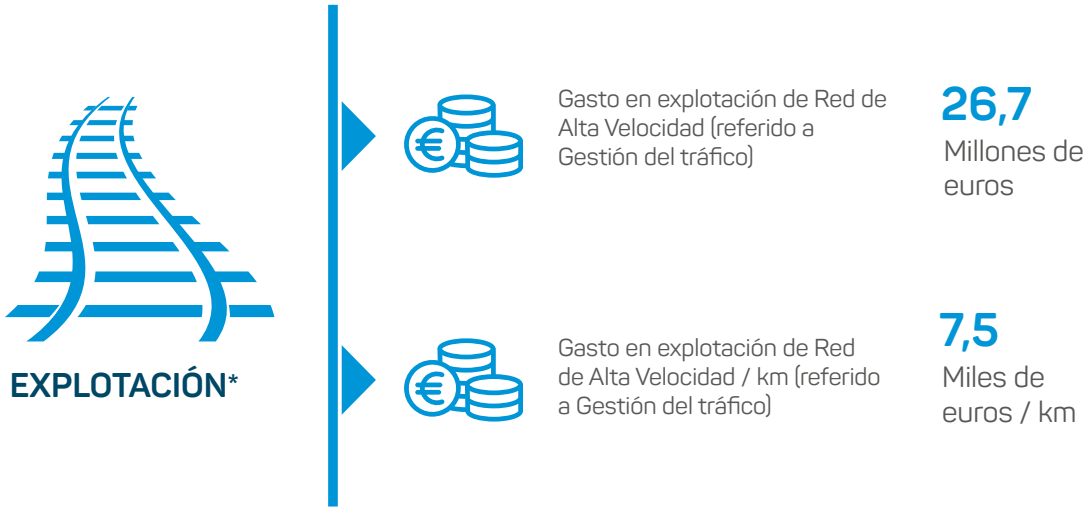 Gasto en explotación de Red de
Alta Velocidad (referido a
Gestión del tráfico)
26,7
Millones de
euros
Gasto en explotación de Red
de Alta Velocidad / km (referido
a Gestión del tráfico)
7,5
Miles de
euros / km
EXPLOTACIÓN*